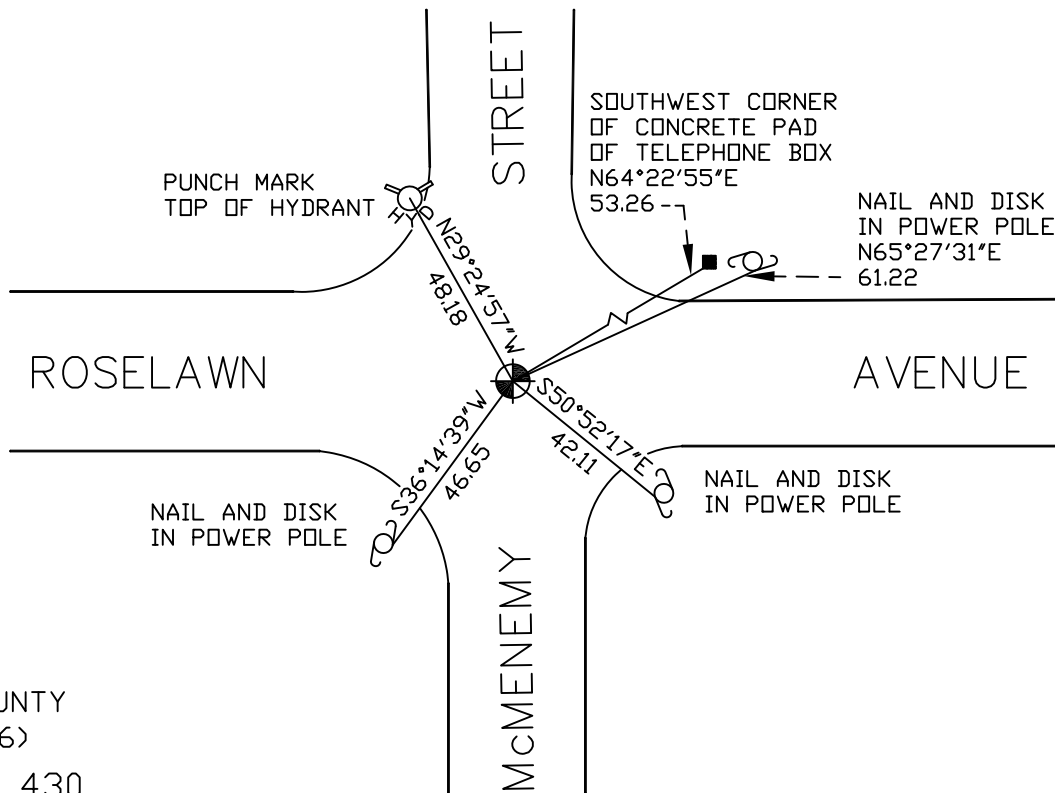 STREET
SOUTHWEST CORNER
OF CONCRETE PAD
OF TELEPHONE BOX
N64°22'55"E
53.26
PUNCH MARK
TOP OF HYDRANT
HYD
NAIL AND DISK
IN POWER POLE
N65°27'31"E
61.22
N29°24'57"W
48.18
ROSELAWN
AVENUE
S36°14'39"W
46.65
S50°52'17"E
42.11
NAIL AND DISK
IN POWER POLE
NAIL AND DISK
IN POWER POLE
McMENEMY
UNTY
6)
430